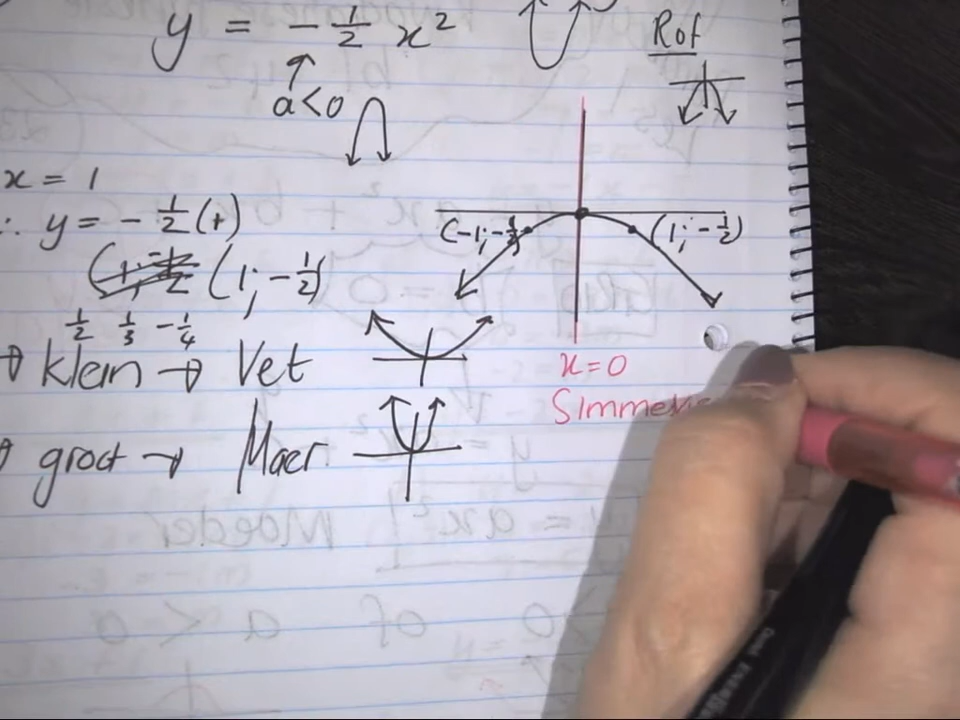 y = - 1/2 x²
Rof
a<0
x = 1
∴ y = - 1/2 (1)
(1; -1/2)
(-1; -1/2)
(1; -1/2)
1/2 1/3 -1/4
→ klein → Vet
x=0
→ groot → Maer